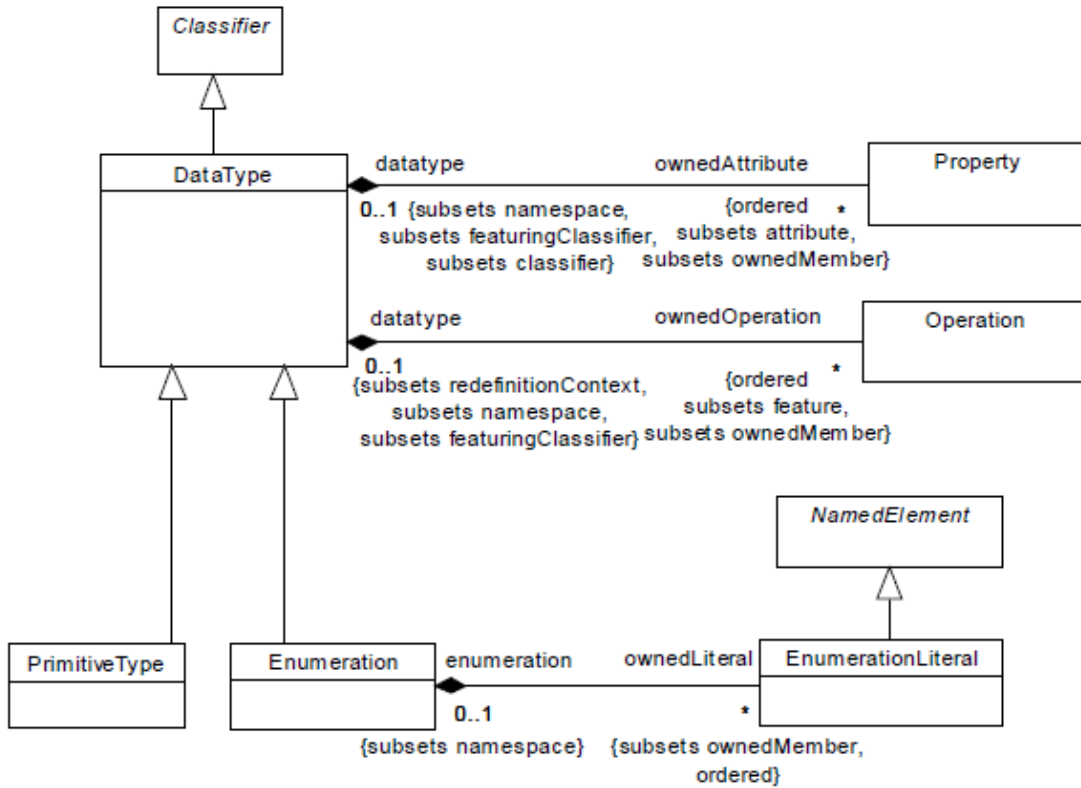 Classifier
DataType
datatype
ownedAttribute
Property
0..1 {subsets namespace,
subsets featuringClassifier,
subsets classifier}
{ordered *
subsets attribute,
subsets ownedMember}
datatype
ownedOperation
Operation
0..1
{subsets redefinitionContext,
subsets namespace,
subsets featuringClassifier}
{ordered *
subsets feature,
subsets ownedMember}
NamedElement
PrimitiveType
Enumeration
enumeration
ownedLiteral
EnumerationLiteral
0..1
*
{subsets namespace}
{subsets ownedMember,
ordered}